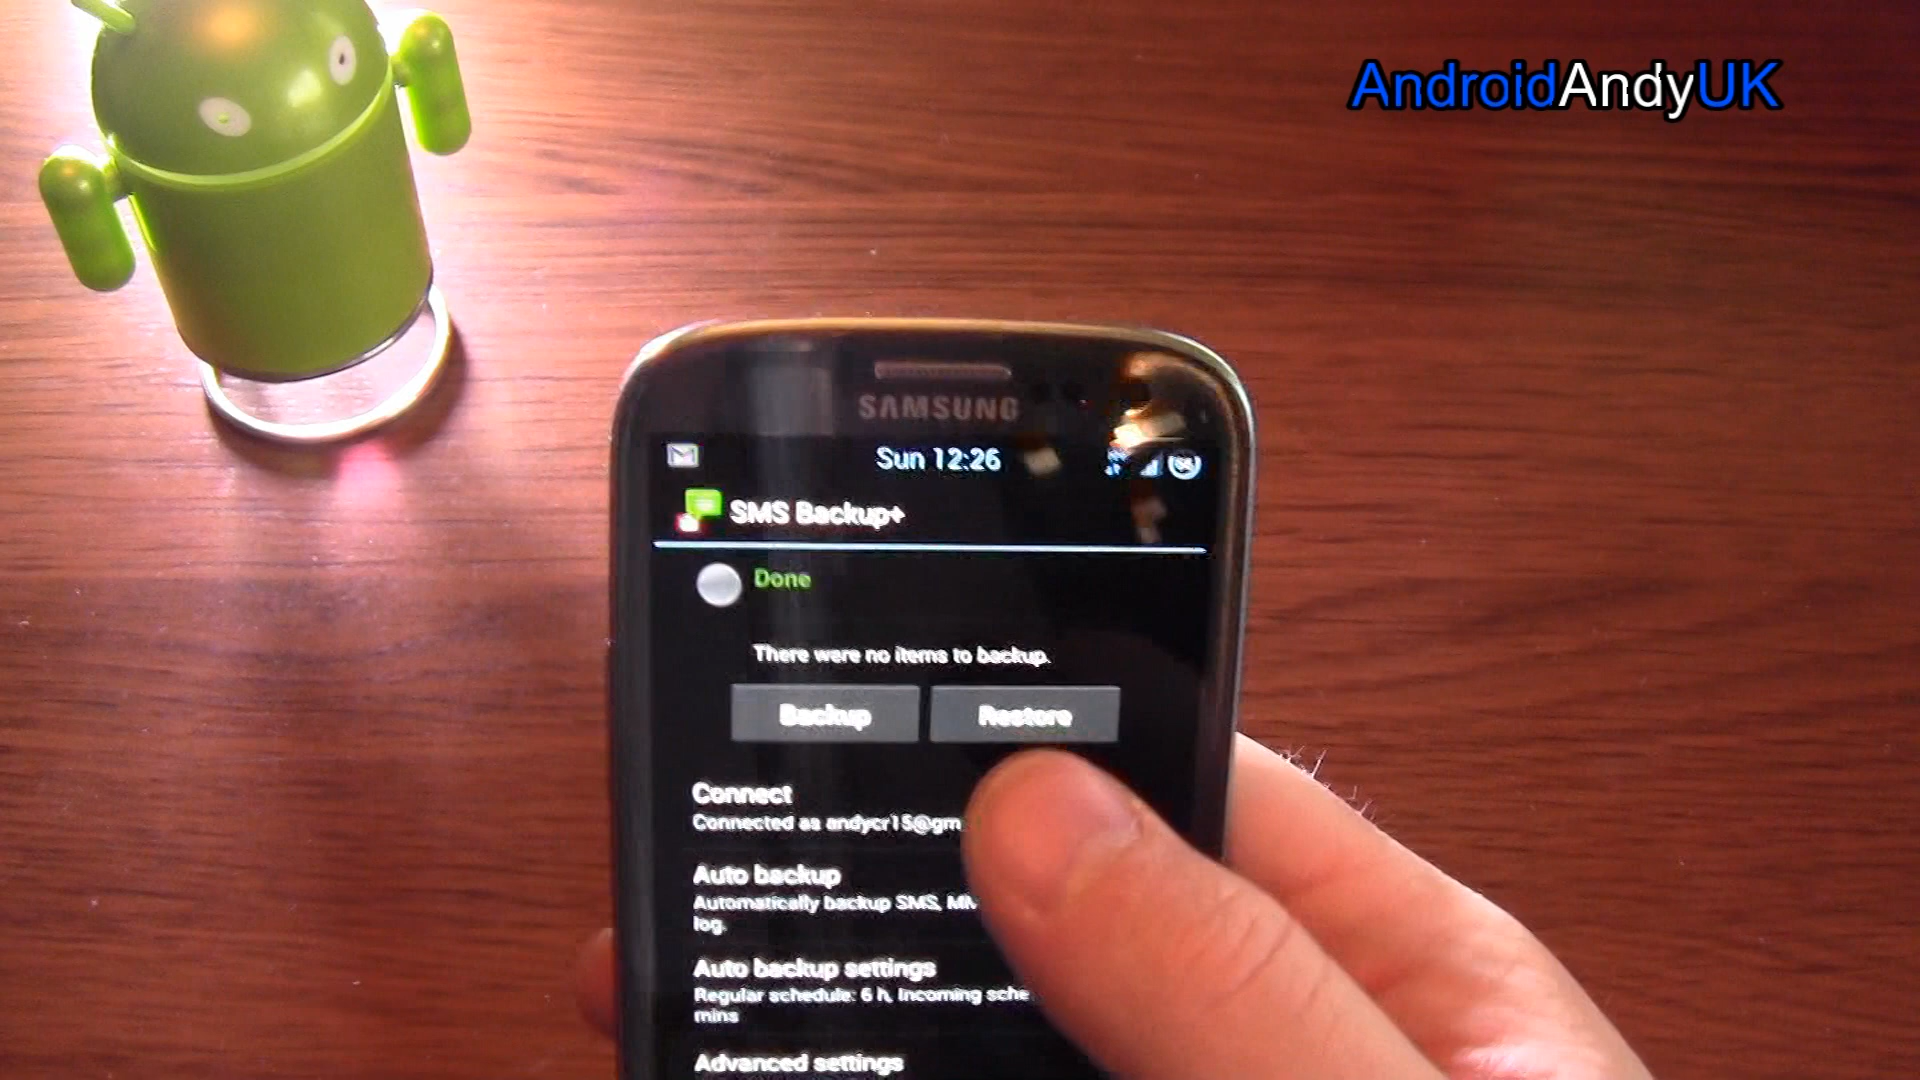 AndroidAndyUK
SAMSUNG
Sun 12:26
SMS Backup+
Done
There were no items to backup.
Backup
Restore
Connect
Connected as andycr15@gm
Auto backup
Automatically backup SMS,
log.
Auto backup settings
Regular schedule: 6 h, Incoming
mins
Advanced settings